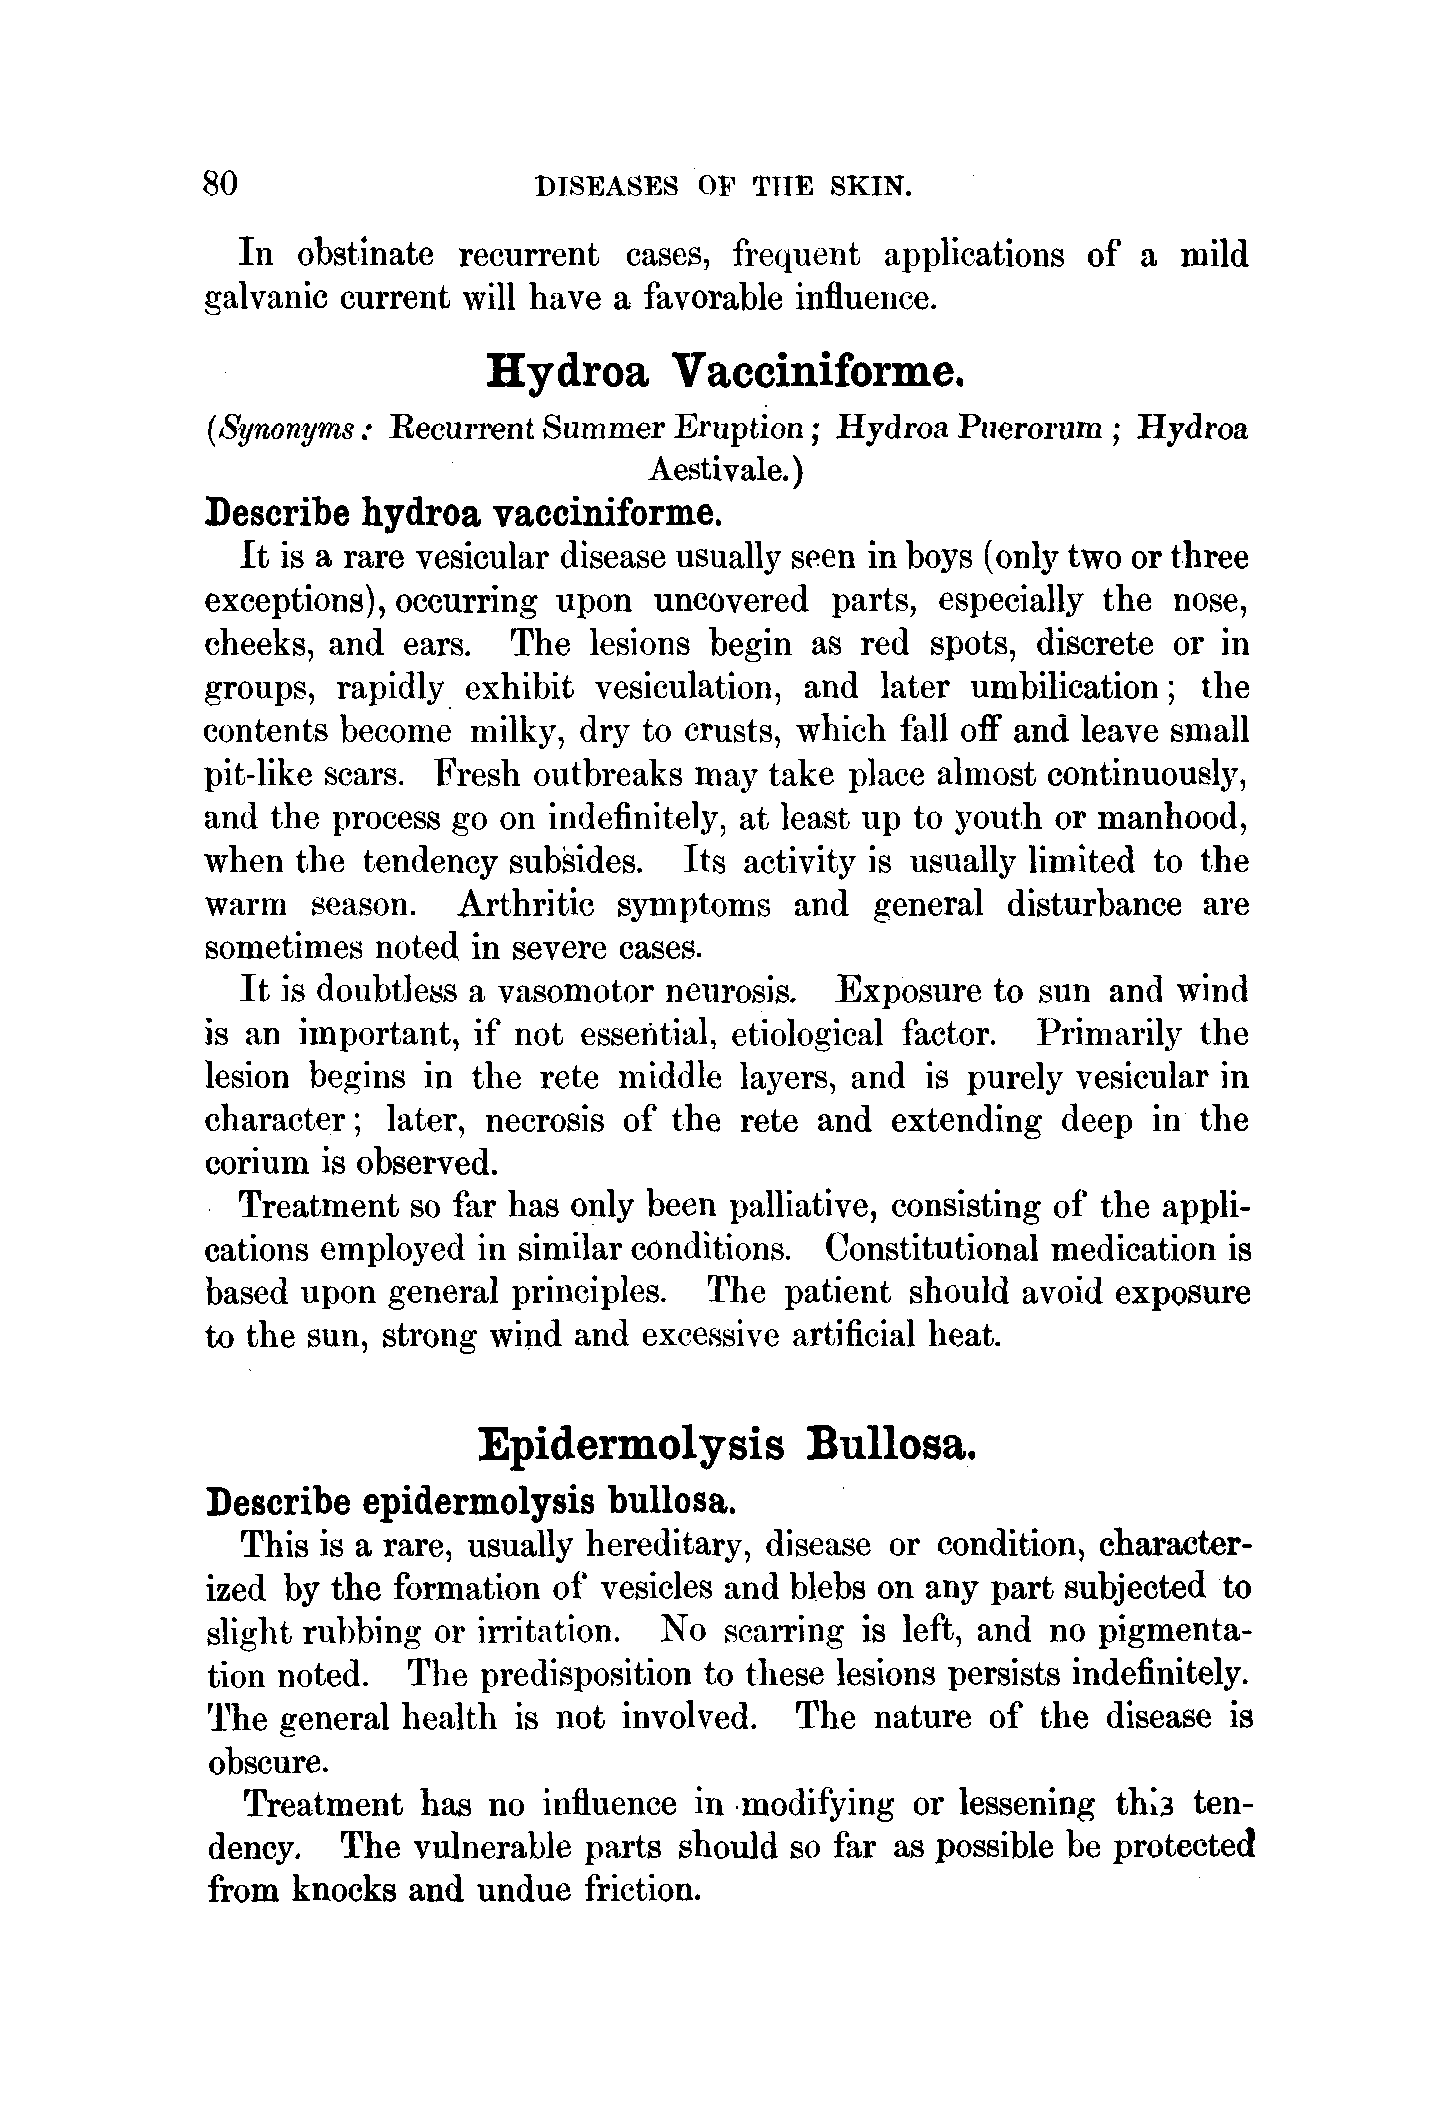 80 DISEASES OF THE SKIN.
In obstinate recurrent cases, frequent applications of a mild
galvanic current will have a favorable influence.
Hydroa Vacciniforme.
(Synonyms: Recurrent Summer Eruption; Hydroa Puerorum; Hydroa
Aestivale.)
Describe hydroa vacciniforme.
It is a rare vesicular disease usually seen in boys (only two or three
exceptions), occurring upon uncovered parts, especially the nose,
cheeks, and ears. The lesions begin as red spots, discrete or in
groups, rapidly exhibit vesiculation, and later umbilication; the
contents become milky, dry to crusts, which fall off and leave small
pit-like scars. Fresh outbreaks may take place almost continuously,
and the process go on indefinitely, at least up to youth or manhood,
when the tendency subsides. Its activity is usually limited to the
warm season. Arthritic symptoms and general disturbance are
sometimes noted in severe cases.
It is doubtless a vasomotor neurosis. Exposure to sun and wind
is an important, if not essential, etiological factor. Primarily the
lesion begins in the rete middle layers, and is purely vesicular in
character; later, necrosis of the rete and extending deep in the
corium is observed.
Treatment so far has only been palliative, consisting of the appli-
cations employed in similar conditions. Constitutional medication is
based upon general principles. The patient should avoid exposure
to the sun, strong wind and excessive artificial heat.
Epidermolysis Bullosa.
Describe epidermolysis bullosa.
This is a rare, usually hereditary, disease or condition, character-
ized by the formation of vesicles and blebs on any part subjected to
slight rubbing or irritation. No scarring is left, and no pigmenta-
tion noted. The predisposition to these lesions persists indefinitely.
The general health is not involved. The nature of the disease is
obscure.
Treatment has no influence in modifying or lessening this ten-
dency. The vulnerable parts should so far as possible be protected
from knocks and undue friction.